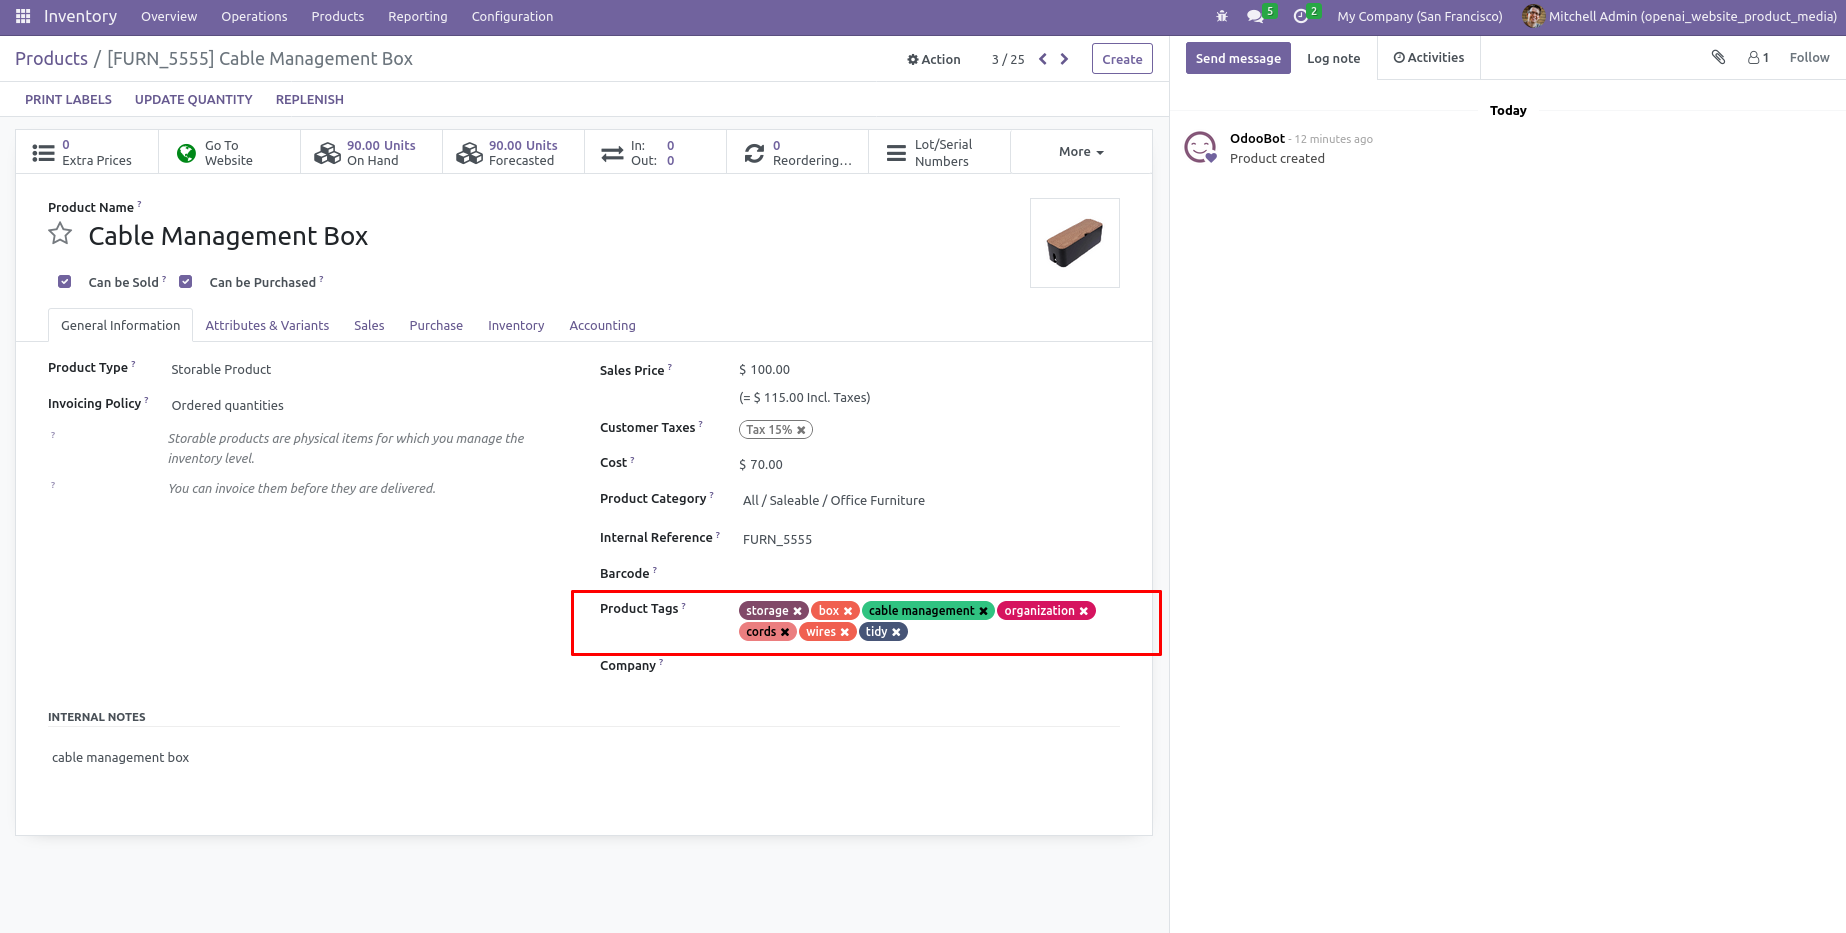 Inventory Overview Operations Products Reporting Configuration 5 2 My Company (San Francisco) Mitchell Admin (openai_website_product_media)
Products / [FURN_5555] Cable Management Box Action 3 / 25 Create Send message Log note Activities 1 Follow
PRINT LABELS UPDATE QUANTITY REPLENISH
Today
0
Extra Prices
Go To
Website
90.00 Units
On Hand
90.00 Units
Forecasted
In: 0
Out: 0
0
Reordering...
Lot/Serial
Numbers
More
OdooBot - 12 minutes ago
Product created
Product Name ?
Cable Management Box
Can be Sold ? Can be Purchased ?
General Information Attributes & Variants Sales Purchase Inventory Accounting
Product Type ? Storable Product
Invoicing Policy ? Ordered quantities
? Storable products are physical items for which you manage the
inventory level.
? You can invoice them before they are delivered.
Sales Price ? $ 100.00
(= $ 115.00 Incl. Taxes)
Customer Taxes ? Tax 15% ✖
Cost ? $ 70.00
Product Category ? All / Saleable / Office Furniture
Internal Reference ? FURN_5555
Barcode ?
Product Tags ? storage ✖ box ✖ cable management ✖ organization ✖
cords ✖ wires ✖ tidy ✖
Company ?
INTERNAL NOTES
cable management box